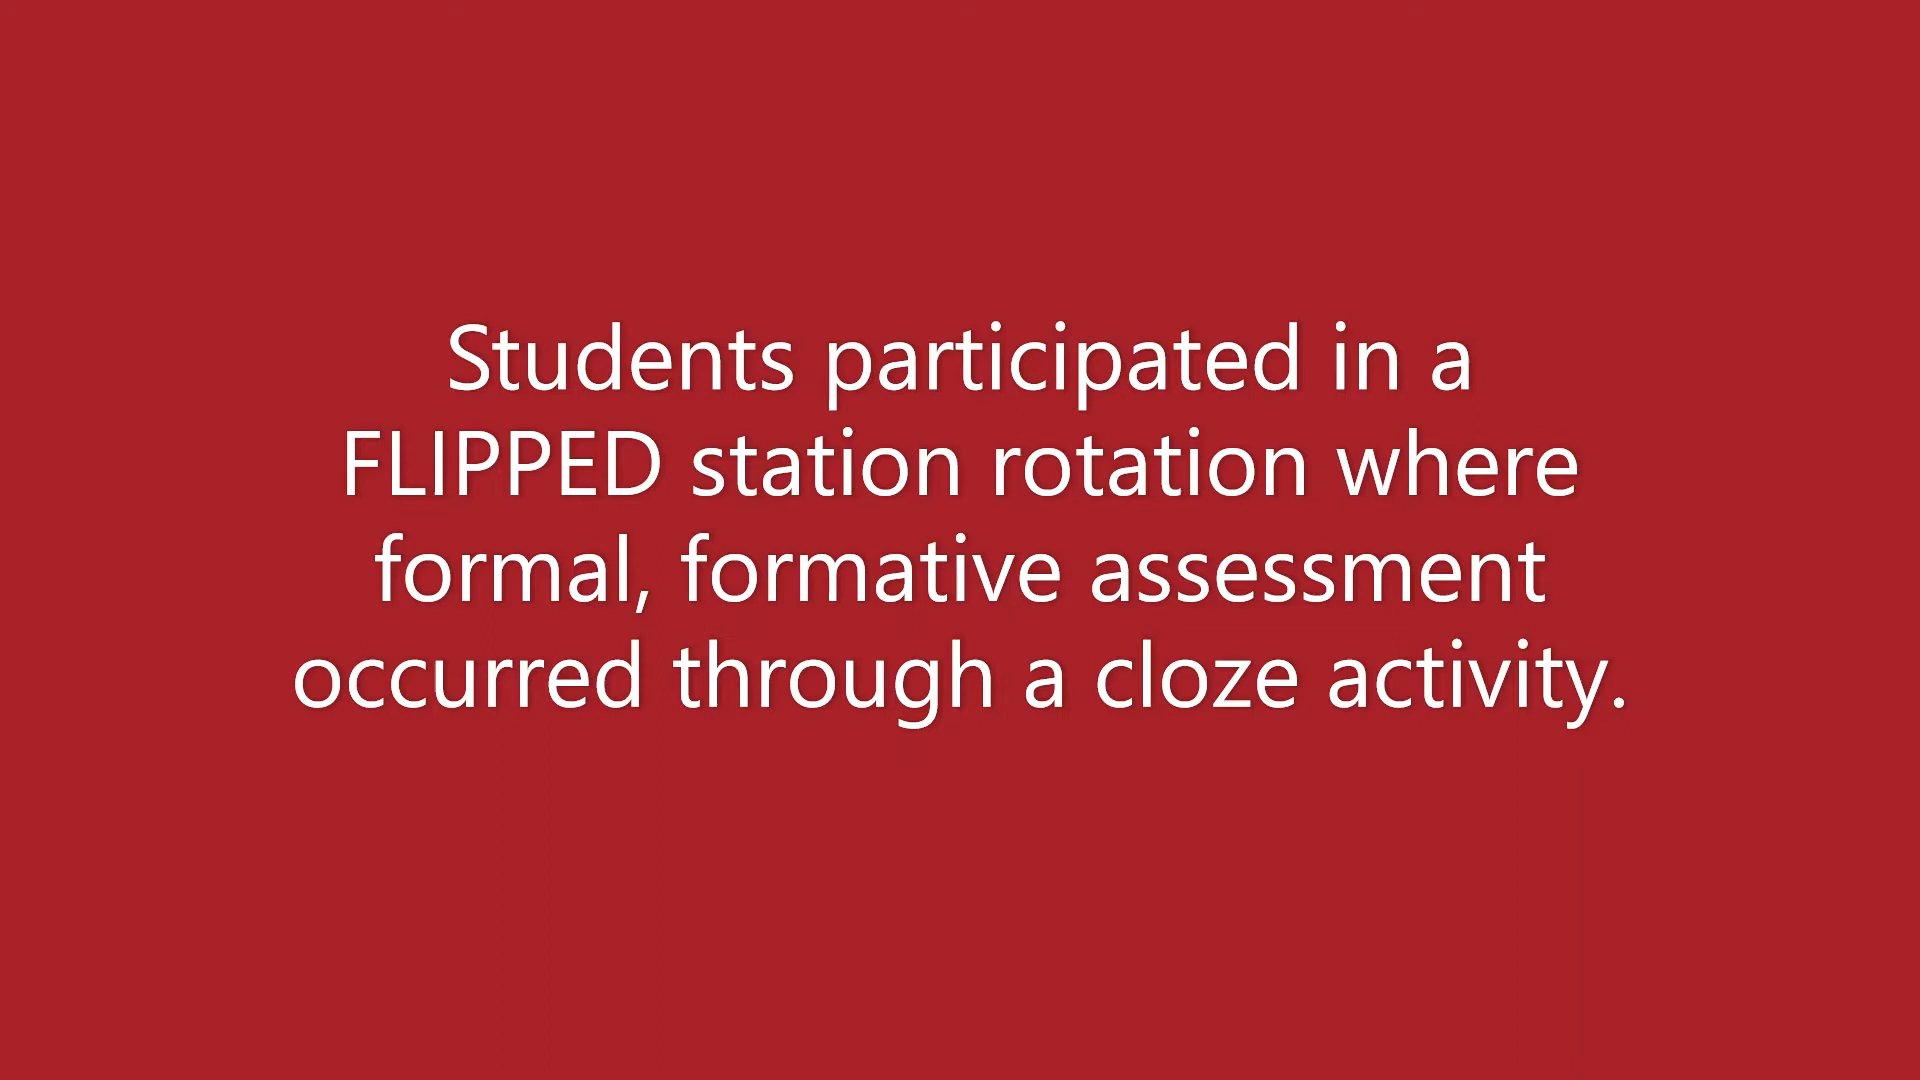 Students participated in a
FLIPPED station rotation where
formal, formative assessment
occurred through a cloze activity.